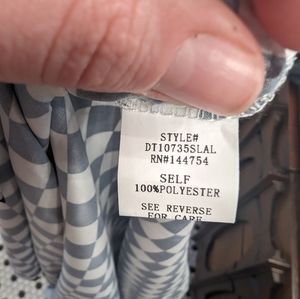 STYLE#
DT10735SLAL
RN#144754
SELF
100%POLYESTER
SEE REVERSE
FOR CARE